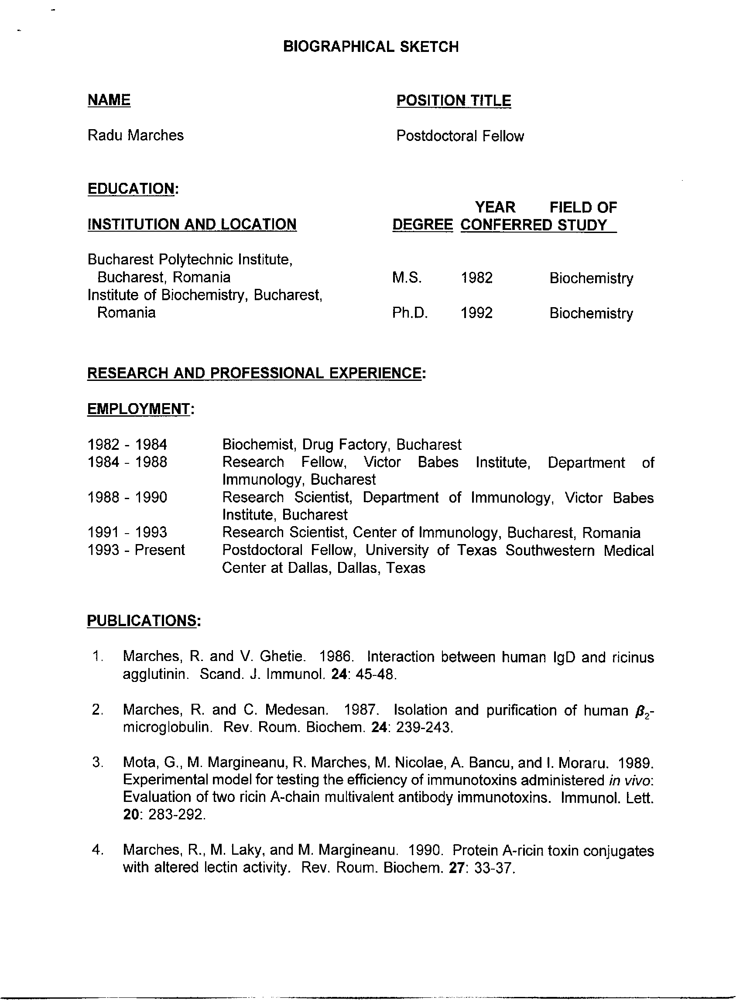 BIOGRAPHICAL SKETCH
NAME POSITION TITLE
Radu Marches Postdoctoral Fellow
EDUCATION:
YEAR FIELD OF
INSTITUTION AND LOCATION DEGREE CONFERRED STUDY
Bucharest Polytechnic Institute,
Bucharest, Romania M.S. 1982 Biochemistry
Institute of Biochemistry, Bucharest,
Romania Ph.D. 1992 Biochemistry
RESEARCH AND PROFESSIONAL EXPERIENCE:
EMPLOYMENT:
1982 - 1984 Biochemist, Drug Factory, Bucharest
1984 - 1988 Research Fellow, Victor Babes Institute, Department of
Immunology, Bucharest
1988 - 1990 Research Scientist, Department of Immunology, Victor Babes
Institute, Bucharest
1991 - 1993 Research Scientist, Center of Immunology, Bucharest, Romania
1993 - Present Postdoctoral Fellow, University of Texas Southwestern Medical
Center at Dallas, Dallas, Texas
PUBLICATIONS:
1. Marches, R. and V. Ghetie. 1986. Interaction between human IgD and ricinus
agglutinin. Scand. J. Immunol. 24: 45-48.
2. Marches, R. and C. Medesan. 1987. Isolation and purification of human β₂-
microglobulin. Rev. Roum. Biochem. 24: 239-243.
3. Mota, G., M. Margineanu, R. Marches, M. Nicolae, A. Bancu, and I. Moraru. 1989.
Experimental model for testing the efficiency of immunotoxins administered in vivo:
Evaluation of two ricin A-chain multivalent antibody immunotoxins. Immunol. Lett.
20: 283-292.
4. Marches, R., M. Laky, and M. Margineanu. 1990. Protein A-ricin toxin conjugates
with altered lectin activity. Rev. Roum. Biochem. 27: 33-37.